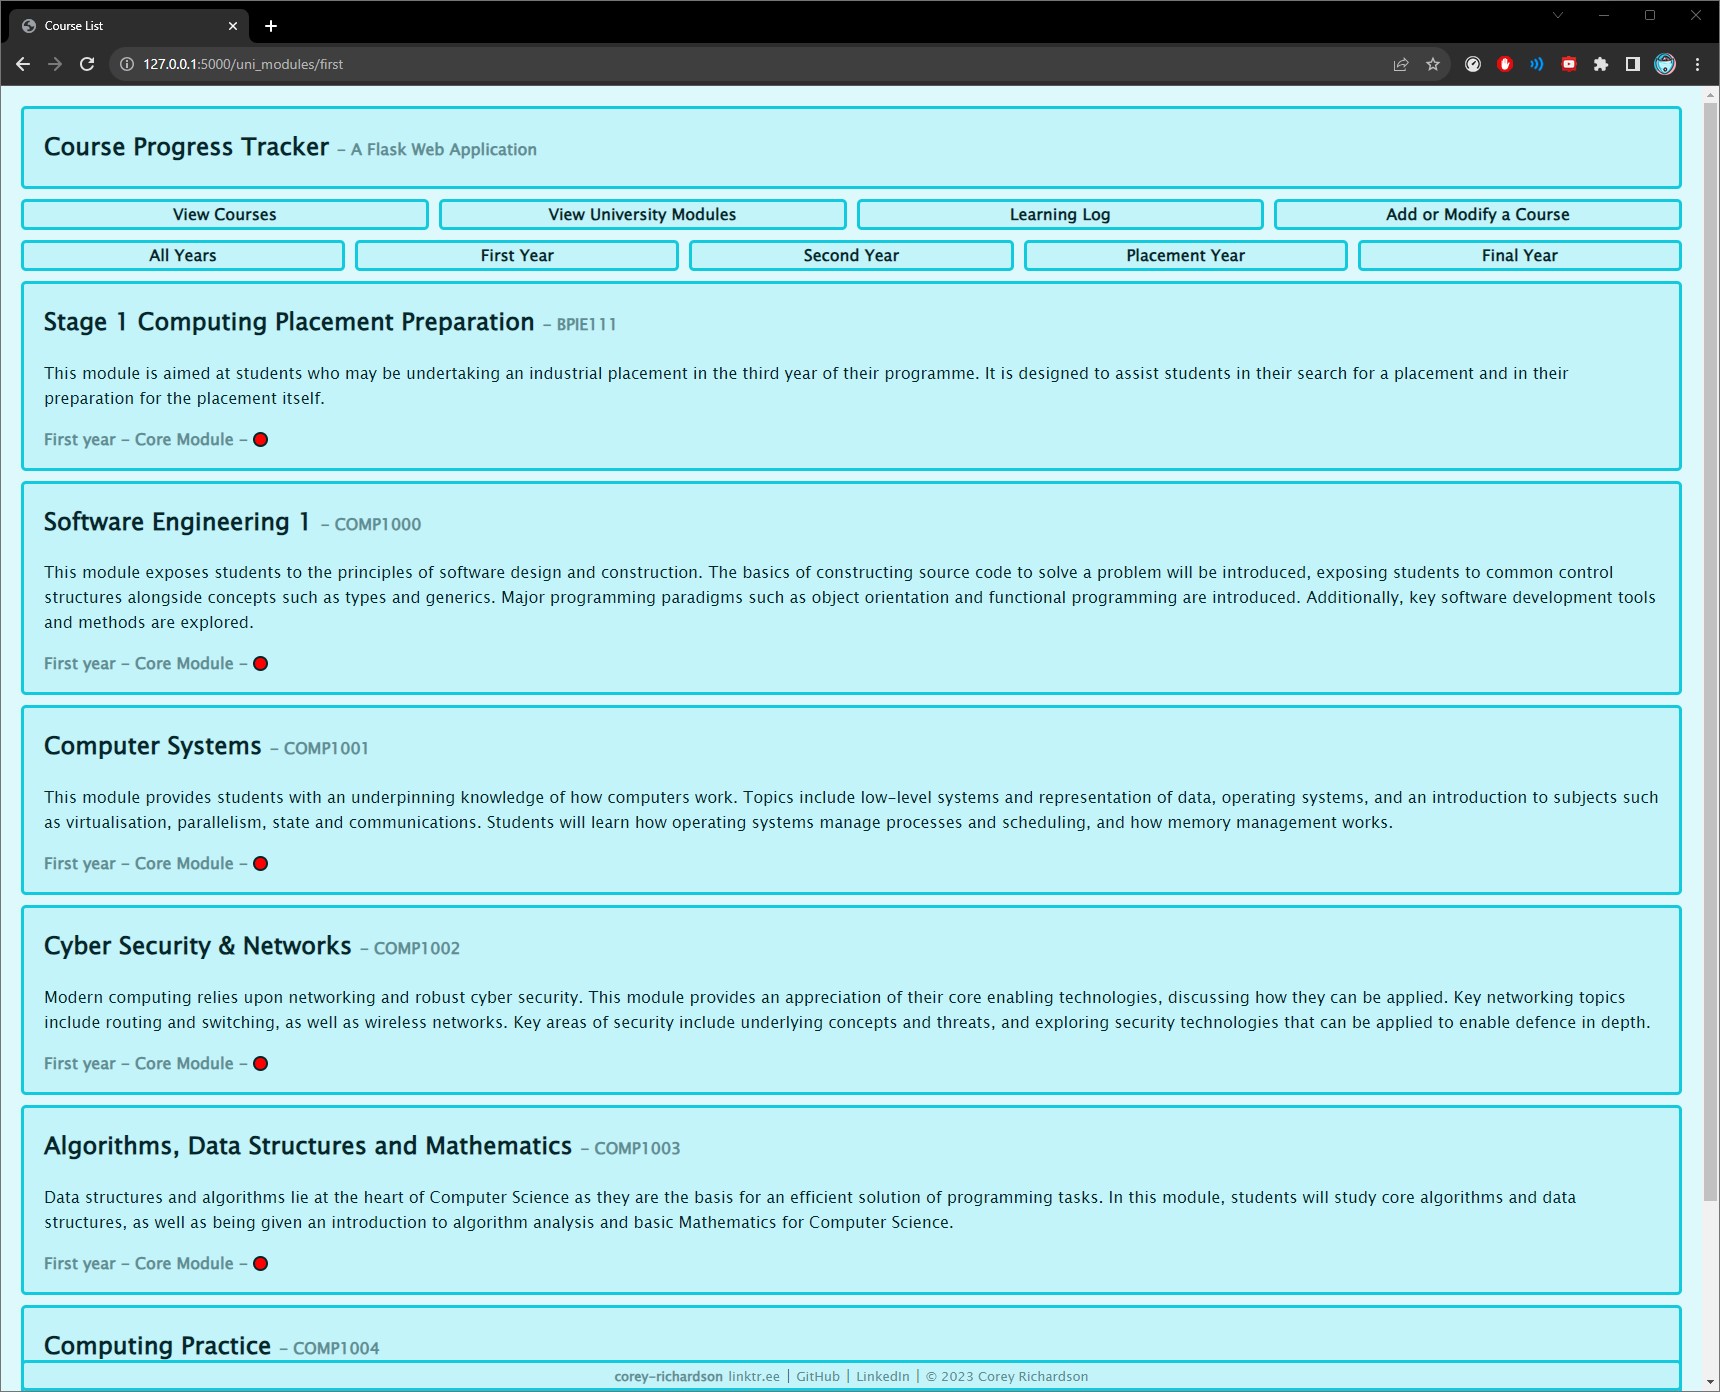 Course List
127.0.0.1:5000/uni_modules/first
Course Progress Tracker - A Flask Web Application
View Courses
View University Modules
Learning Log
Add or Modify a Course
All Years
First Year
Second Year
Placement Year
Final Year
Stage 1 Computing Placement Preparation - BPIE111
This module is aimed at students who may be undertaking an industrial placement in the third year of their programme. It is designed to assist students in their search for a placement and in their
preparation for the placement itself.
First year - Core Module -
Software Engineering 1 - COMP1000
This module exposes students to the principles of software design and construction. The basics of constructing source code to solve a problem will be introduced, exposing students to common control
structures alongside concepts such as types and generics. Major programming paradigms such as object orientation and functional programming are introduced. Additionally, key software development tools
and methods are explored.
First year - Core Module -
Computer Systems - COMP1001
This module provides students with an underpinning knowledge of how computers work. Topics include low-level systems and representation of data, operating systems, and an introduction to subjects such
as virtualisation, parallelism, state and communications. Students will learn how operating systems manage processes and scheduling, and how memory management works.
First year - Core Module -
Cyber Security & Networks - COMP1002
Modern computing relies upon networking and robust cyber security. This module provides an appreciation of their core enabling technologies, discussing how they can be applied. Key networking topics
include routing and switching, as well as wireless networks. Key areas of security include underlying concepts and threats, and exploring security technologies that can be applied to enable defence in depth.
First year - Core Module -
Algorithms, Data Structures and Mathematics - COMP1003
Data structures and algorithms lie at the heart of Computer Science as they are the basis for an efficient solution of programming tasks. In this module, students will study core algorithms and data
structures, as well as being given an introduction to algorithm analysis and basic Mathematics for Computer Science.
First year - Core Module -
Computing Practice - COMP1004
corey-richardson linktr.ee | GitHub | LinkedIn | © 2023 Corey Richardson